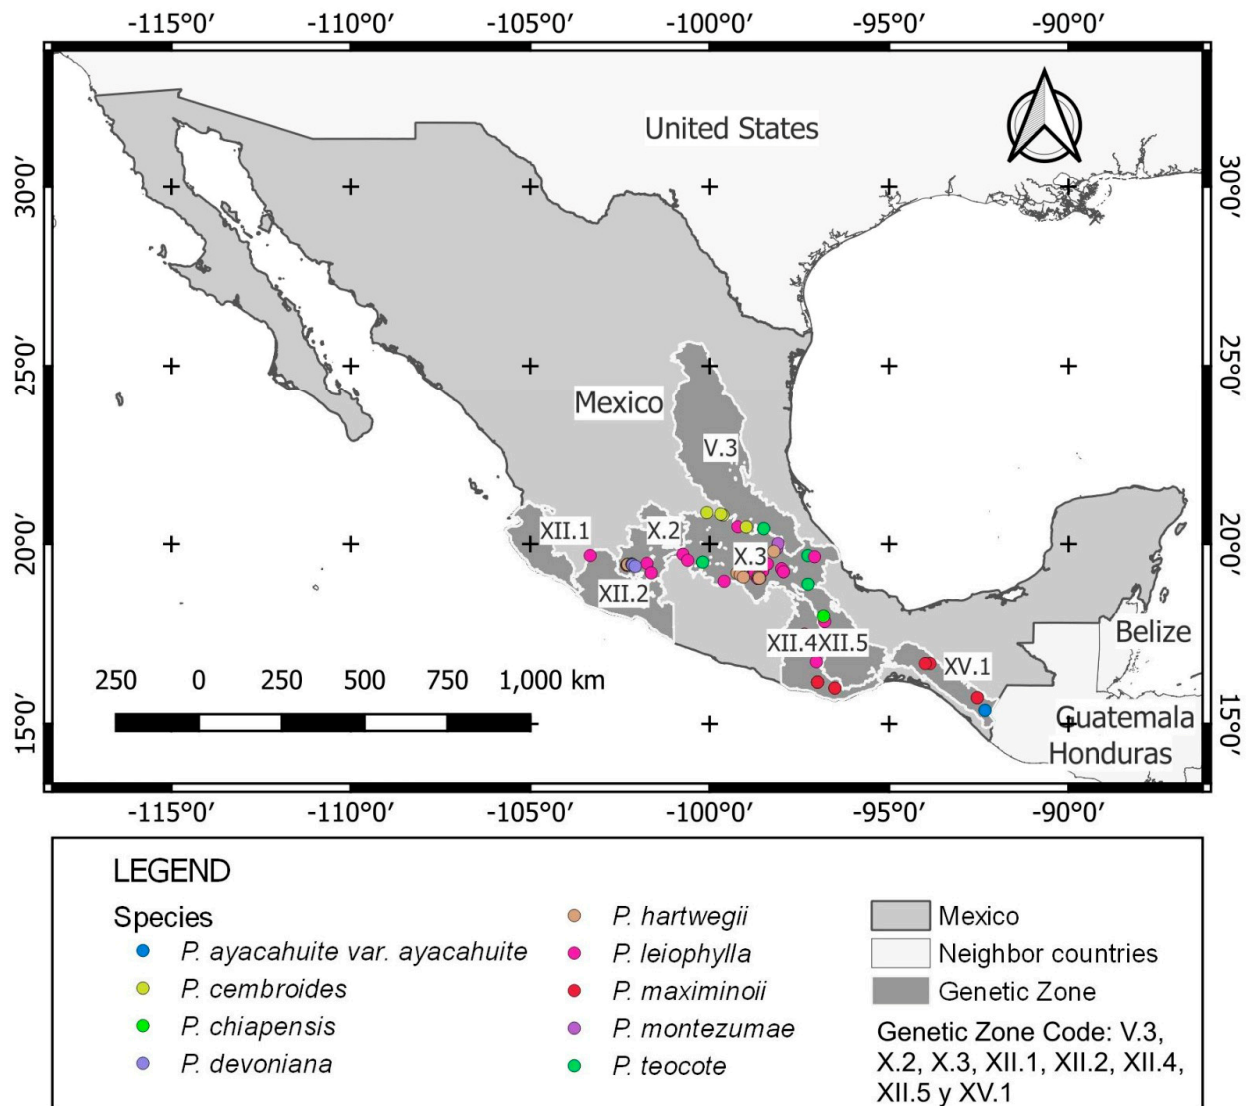 -115°0′ -110°0′ -105°0′ -100°0′ -95°0′ -90°0′
United States
30°0′ 30°0′
25°0′ 25°0′
Mexico
V.3
20°0′ 20°0′
XII.1 X.2 X.3
XII.2
XII.4 XII.5
XV.1
Belize
250 0 250 500 750 1,000 km
15°0′ 15°0′
Guatemala
Honduras
-115°0′ -110°0′ -105°0′ -100°0′ -95°0′ -90°0′
LEGEND
Species
P. ayacahuite var. ayacahuite
P. cembroides
P. chiapensis
P. devoniana
P. hartwegii
P. leiophylla
P. maximinoii
P. montezumae
P. teocote
Mexico
Neighbor countries
Genetic Zone
Genetic Zone Code: V.3,
X.2, X.3, XII.1, XII.2, XII.4,
XII.5 y XV.1